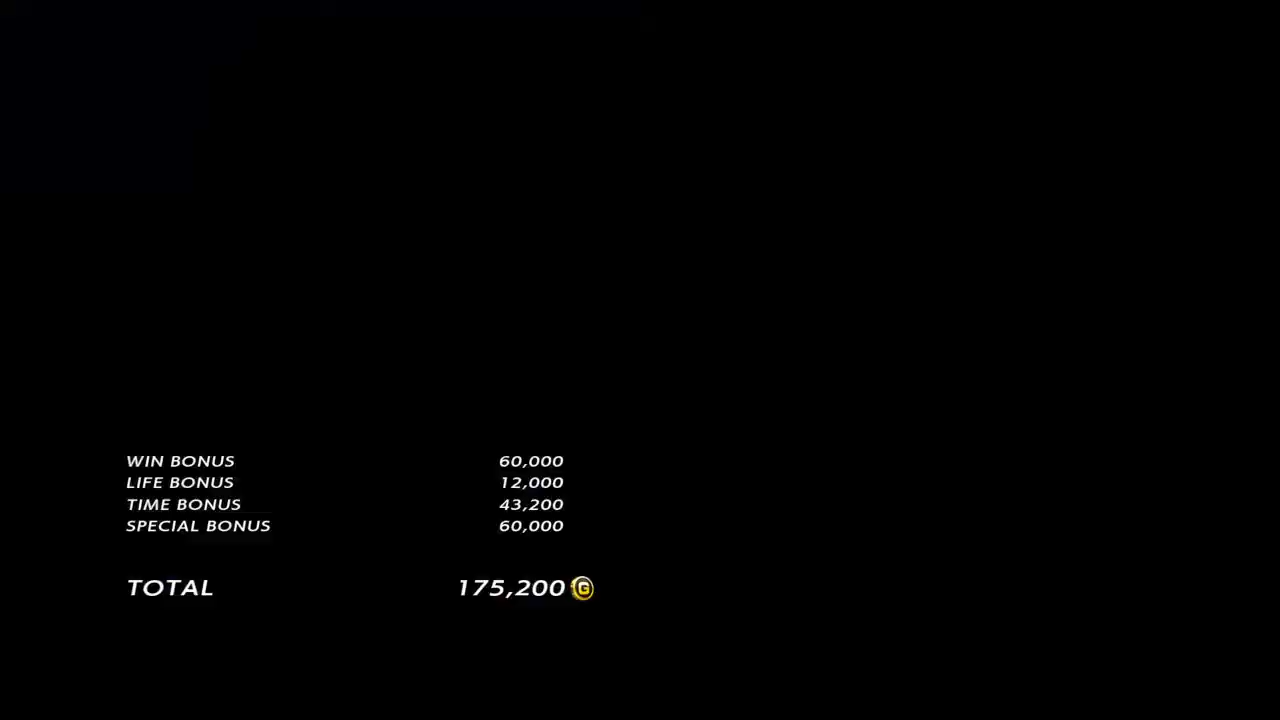 WIN BONUS 60,000
LIFE BONUS 12,000
TIME BONUS 43,200
SPECIAL BONUS 60,000
TOTAL 175,200 G